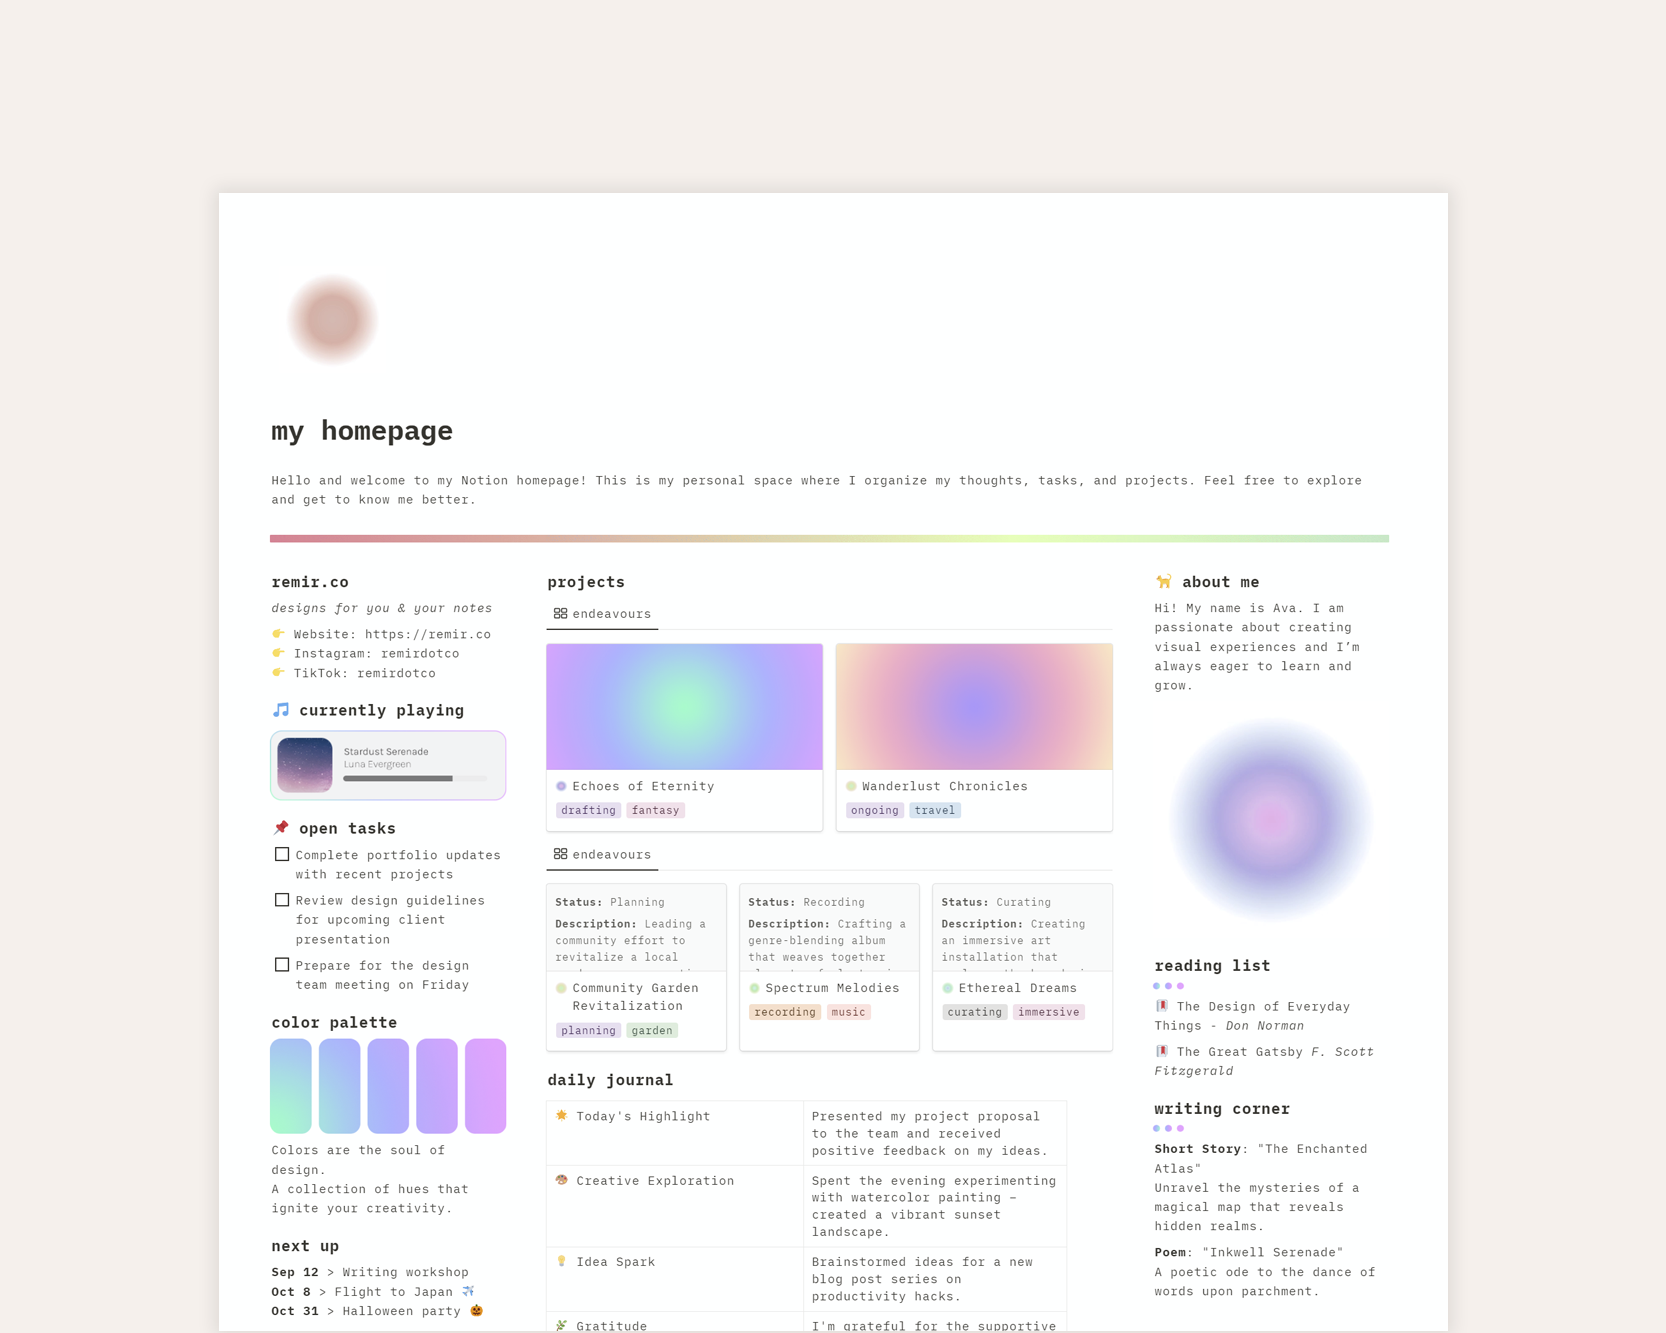 my homepage
Hello and welcome to my Notion homepage! This is my personal space where I organize my thoughts, tasks, and projects. Feel free to explore
and get to know me better.
remir.co
designs for you & your notes
👉 Website: https://remir.co
👉 Instagram: remirdotco
👉 TikTok: remirdotco
🎵 currently playing
Stardust Serenade
Luna Evergreen
📌 open tasks
Complete portfolio updates
with recent projects
Review design guidelines
for upcoming client
presentation
Prepare for the design
team meeting on Friday
color palette
Colors are the soul of
design.
A collection of hues that
ignite your creativity.
next up
Sep 12 > Writing workshop
Oct 8 > Flight to Japan ✈️
Oct 31 > Halloween party 🎃
projects
endeavours
Echoes of Eternity
drafting fantasy
Wanderlust Chronicles
ongoing travel
endeavours
Status: Planning
Description: Leading a
community effort to
revitalize a local
Community Garden
Revitalization
planning garden
Status: Recording
Description: Crafting a
genre-blending album
that weaves together
Spectrum Melodies
recording music
Status: Curating
Description: Creating
an immersive art
installation that
Ethereal Dreams
curating immersive
daily journal
🌟 Today's Highlight
Presented my project proposal
to the team and received
positive feedback on my ideas.
🎨 Creative Exploration
Spent the evening experimenting
with watercolor painting –
created a vibrant sunset
landscape.
💡 Idea Spark
Brainstormed ideas for a new
blog post series on
productivity hacks.
🌿 Gratitude
I'm grateful for the supportive
🐈 about me
Hi! My name is Ava. I am
passionate about creating
visual experiences and I’m
always eager to learn and
grow.
reading list
The Design of Everyday
Things - Don Norman
The Great Gatsby F. Scott
Fitzgerald
writing corner
Short Story: "The Enchanted
Atlas"
Unravel the mysteries of a
magical map that reveals
hidden realms.
Poem: "Inkwell Serenade"
A poetic ode to the dance of
words upon parchment.